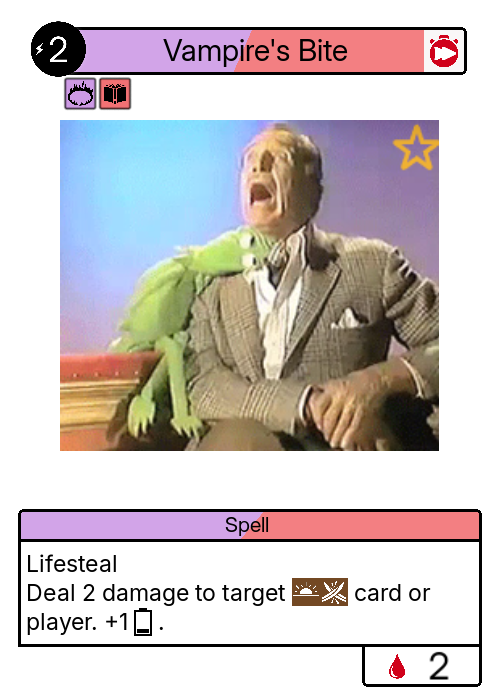 2
Vampire's Bite
Spell
Lifesteal
Deal 2 damage to target card or
player. +1 .
2